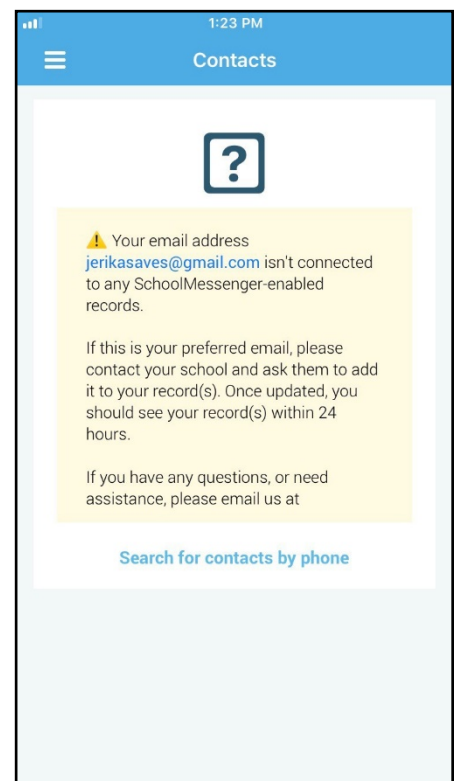 1:23 PM
Contacts
?
⚠ Your email address
jerikasaves@gmail.com isn't connected
to any SchoolMessenger-enabled
records.
If this is your preferred email, please
contact your school and ask them to add
it to your record(s). Once updated, you
should see your record(s) within 24
hours.
If you have any questions, or need
assistance, please email us at
Search for contacts by phone